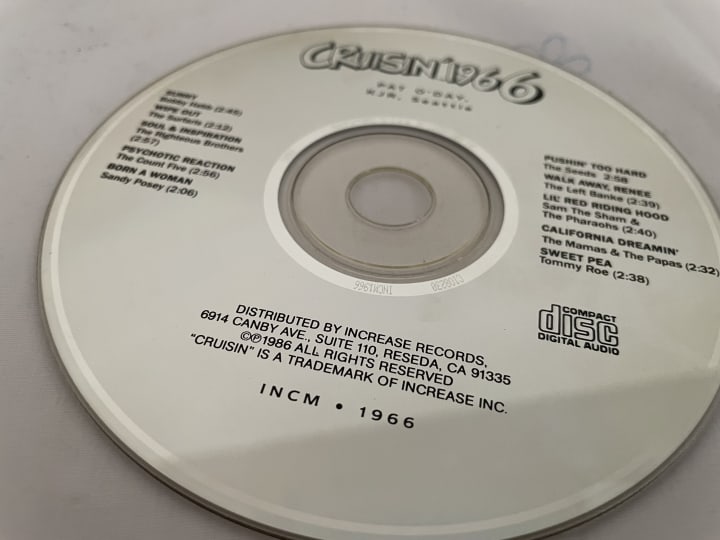 CRUISIN' 1966
PAT O'DAY,
KJR, Seattle
SUNNY
Bobby Hebb (2:45)
WIPE OUT
The Surfaris (2:12)
SOUL & INSPIRATION
The Righteous Brothers
(2:57)
PSYCHOTIC REACTION
The Count Five (2:56)
BORN A WOMAN
Sandy Posey (2:06)
PUSHIN' TOO HARD
The Seeds 2:58
WALK AWAY, RENEE
The Left Banke (2:39)
LIL' RED RIDING HOOD
Sam The Sham &
The Pharaohs (2:40)
CALIFORNIA DREAMIN'
The Mamas & The Papas (2:32)
SWEET PEA
Tommy Roe (2:38)
INCM1966
COMPACT
disc
DIGITAL AUDIO
DISTRIBUTED BY INCREASE RECORDS,
6914 CANBY AVE., SUITE 110, RESEDA, CA 91335
©℗1986 ALL RIGHTS RESERVED
"CRUISIN" IS A TRADEMARK OF INCREASE INC.
INCM • 1966